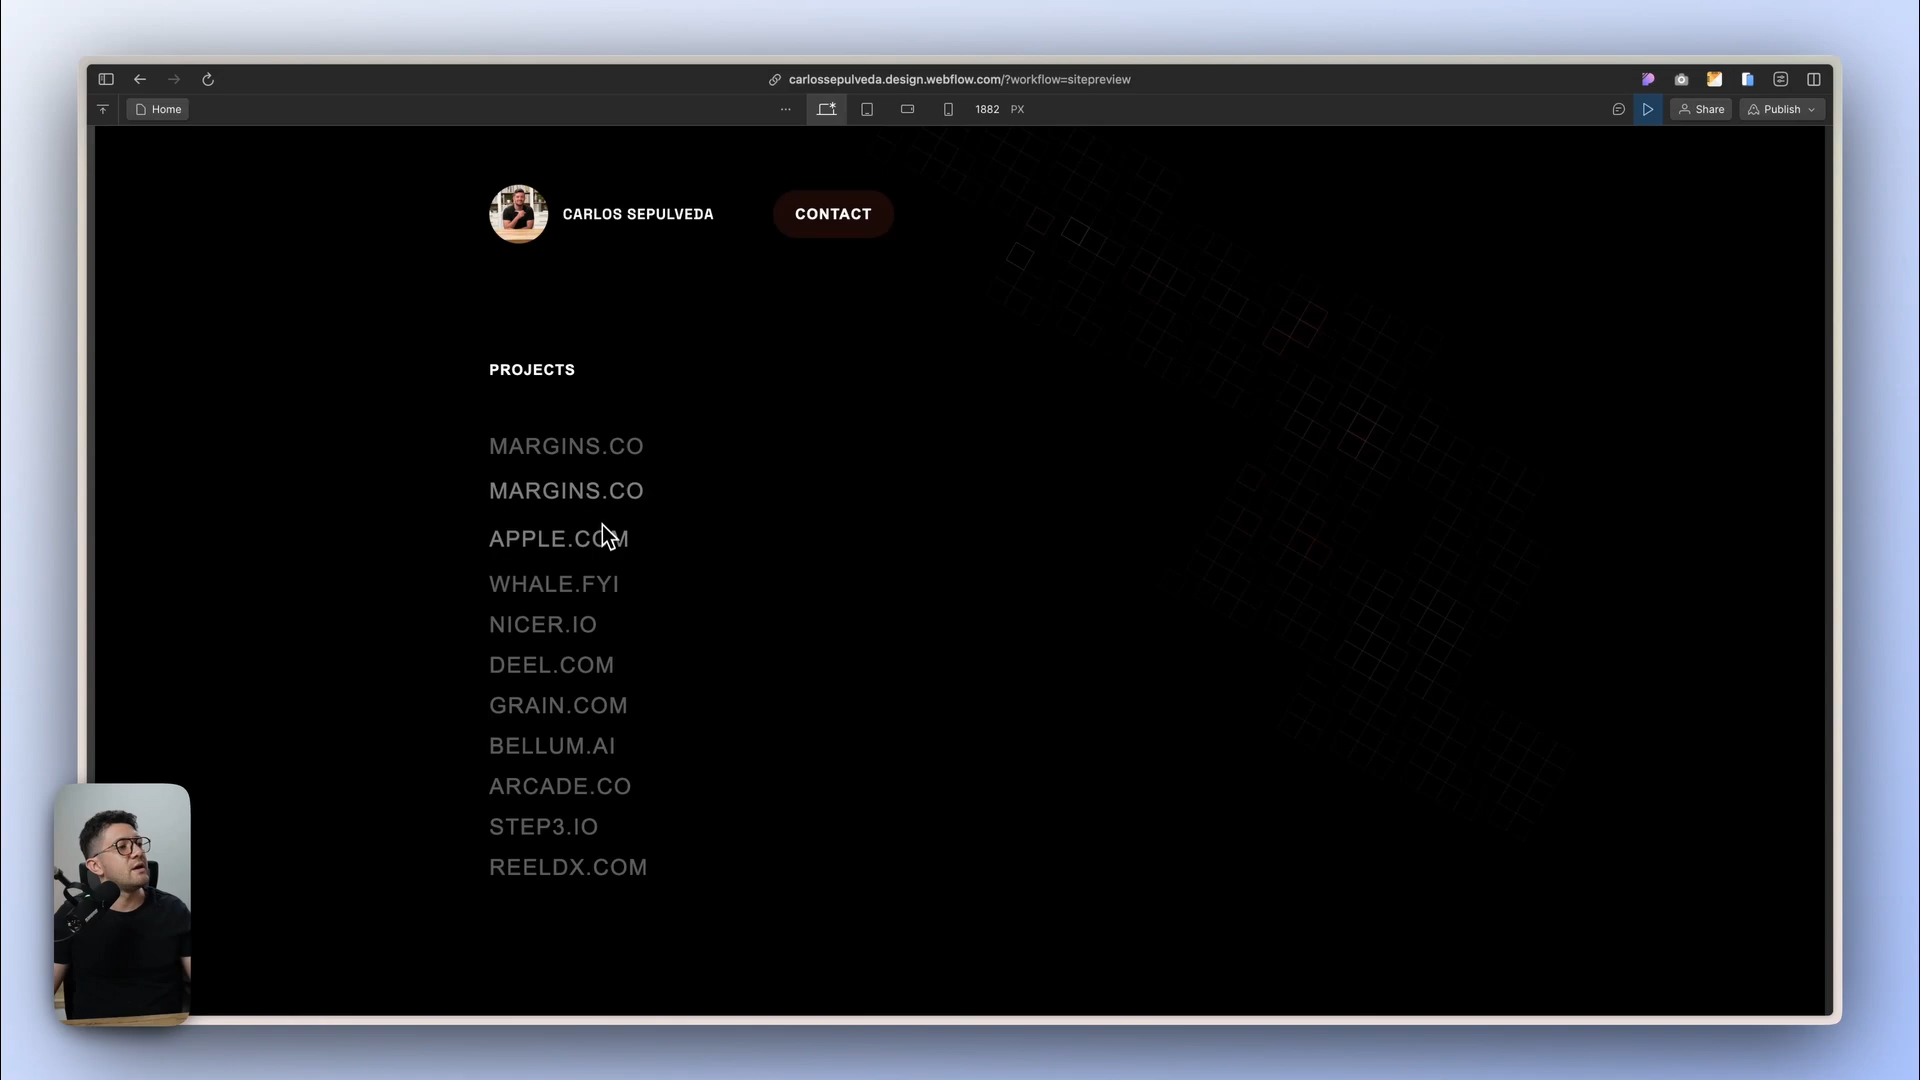 carlossepulveda.design.webflow.com/?workflow=sitepreview
Home
1882 PX
Share
Publish
CARLOS SEPULVEDA
CONTACT
PROJECTS
MARGINS.CO
MARGINS.CO
APPLE.COM
WHALE.FYI
NICER.IO
DEEL.COM
GRAIN.COM
BELLUM.AI
ARCADE.CO
STEP3.IO
REELDX.COM